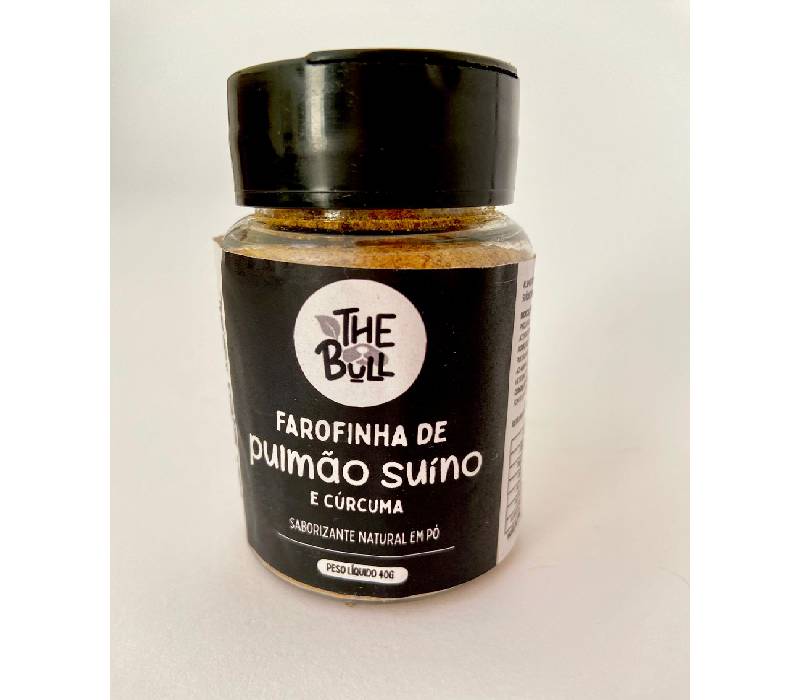 THE
BULL
FAROFINHA DE
pulmão suíno
E CÚRCUMA
SABORIZANTE NATURAL EM PÓ
PESO LÍQUIDO 40G